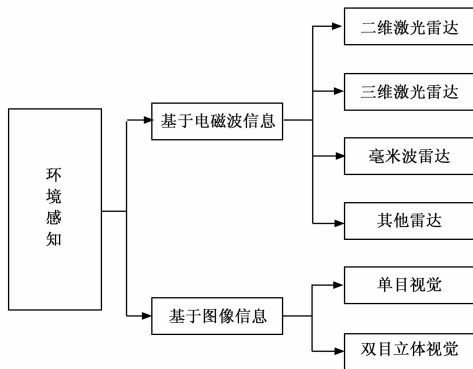 环境感知
基于电磁波信息
二维激光雷达
三维激光雷达
毫米波雷达
其他雷达
基于图像信息
单目视觉
双目立体视觉